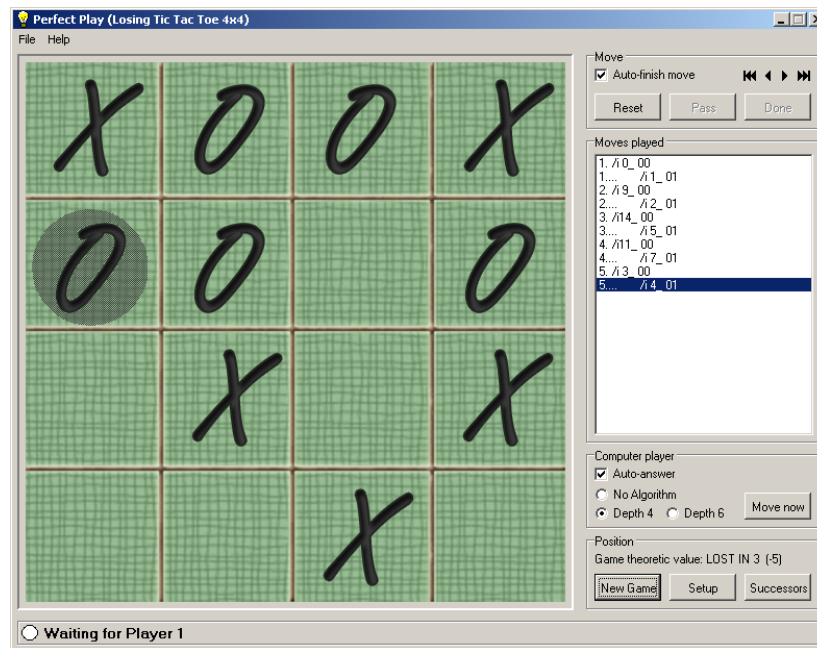 Perfect Play (Losing Tic Tac Toe 4x4)
File Help
X O O X
O O O
X X
X
Move
Auto-finish move
Reset Pass Done
Moves played
1. /i 0_ 00
1.... /i 1_ 01
2. /i 9_ 00
2.... /i 2_ 01
3. /i14_ 00
3.... /i 5_ 01
4. /i11_ 00
4.... /i 7_ 01
5. /i 3_ 00
5.... /i 4_ 01
Computer player
Auto-answer
No Algorithm
Depth 4 Depth 6 Move now
Position
Game theoretic value: LOST IN 3 (-5)
New Game Setup Successors
Waiting for Player 1